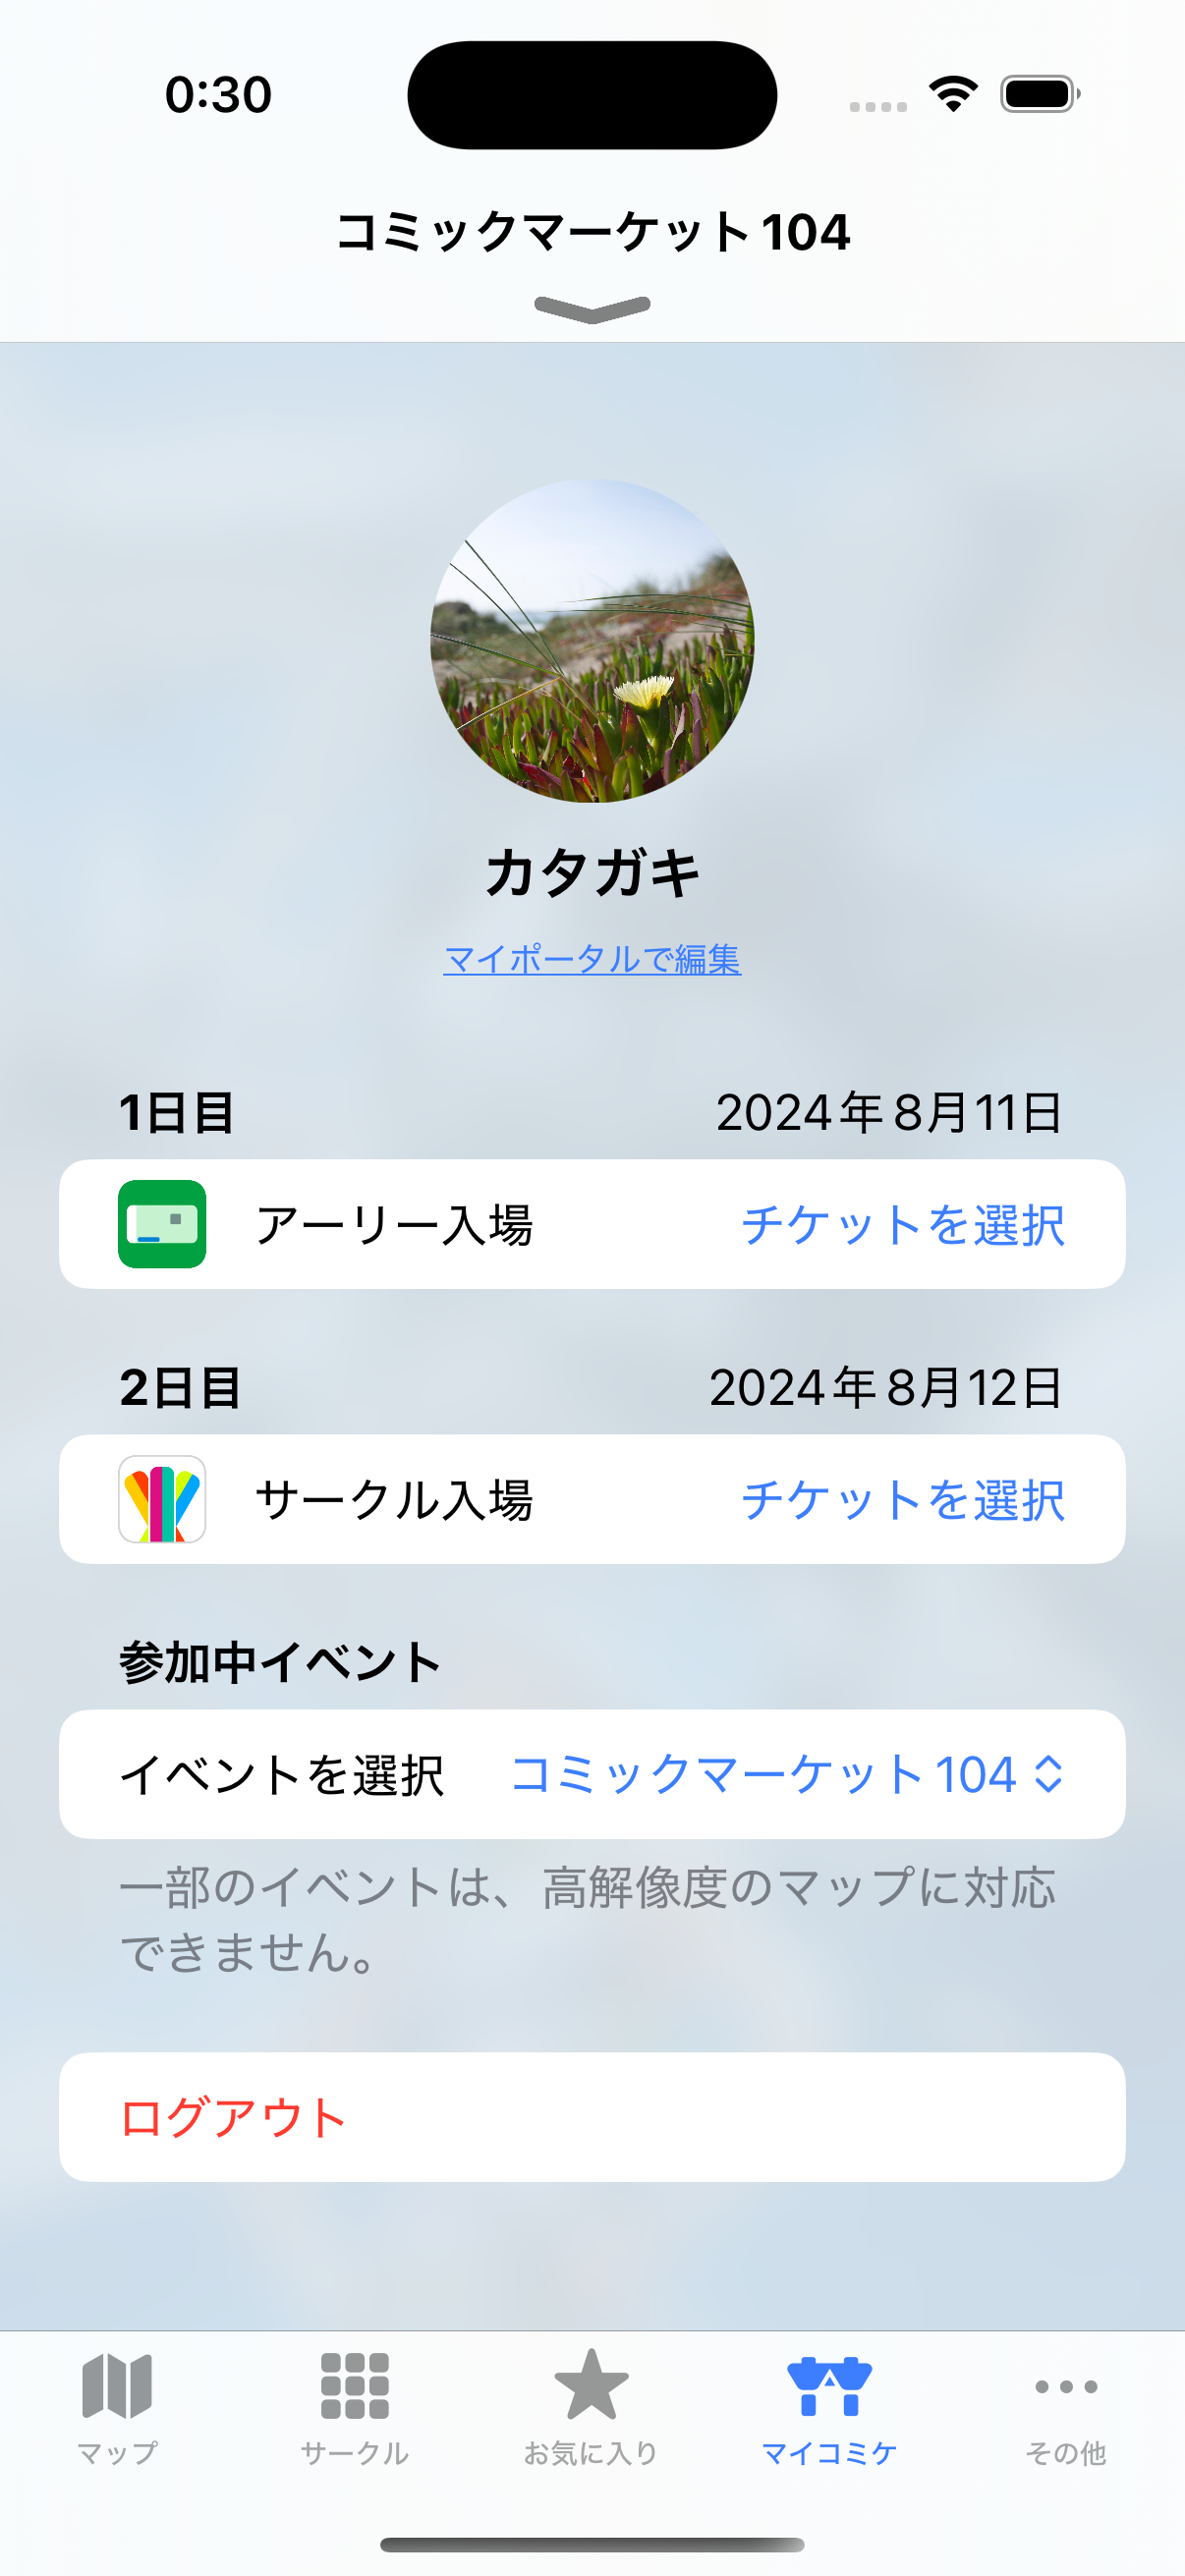 0:30
コミックマーケット104
カタガキ
マイポータルで編集
1日目 2024年8月11日
アーリー入場 チケットを選択
2日目 2024年8月12日
サークル入場 チケットを選択
参加中イベント
イベントを選択 コミックマーケット104
一部のイベントは、高解像度のマップに対応
できません。
ログアウト
マップ サークル お気に入り マイコミケ その他